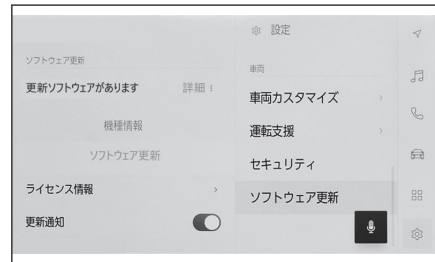 設定
ソフトウェア更新
更新ソフトウェアがあります 詳細
機種情報
ソフトウェア更新
ライセンス情報
更新通知
車両
車両カスタマイズ
運転支援
セキュリティ
ソフトウェア更新